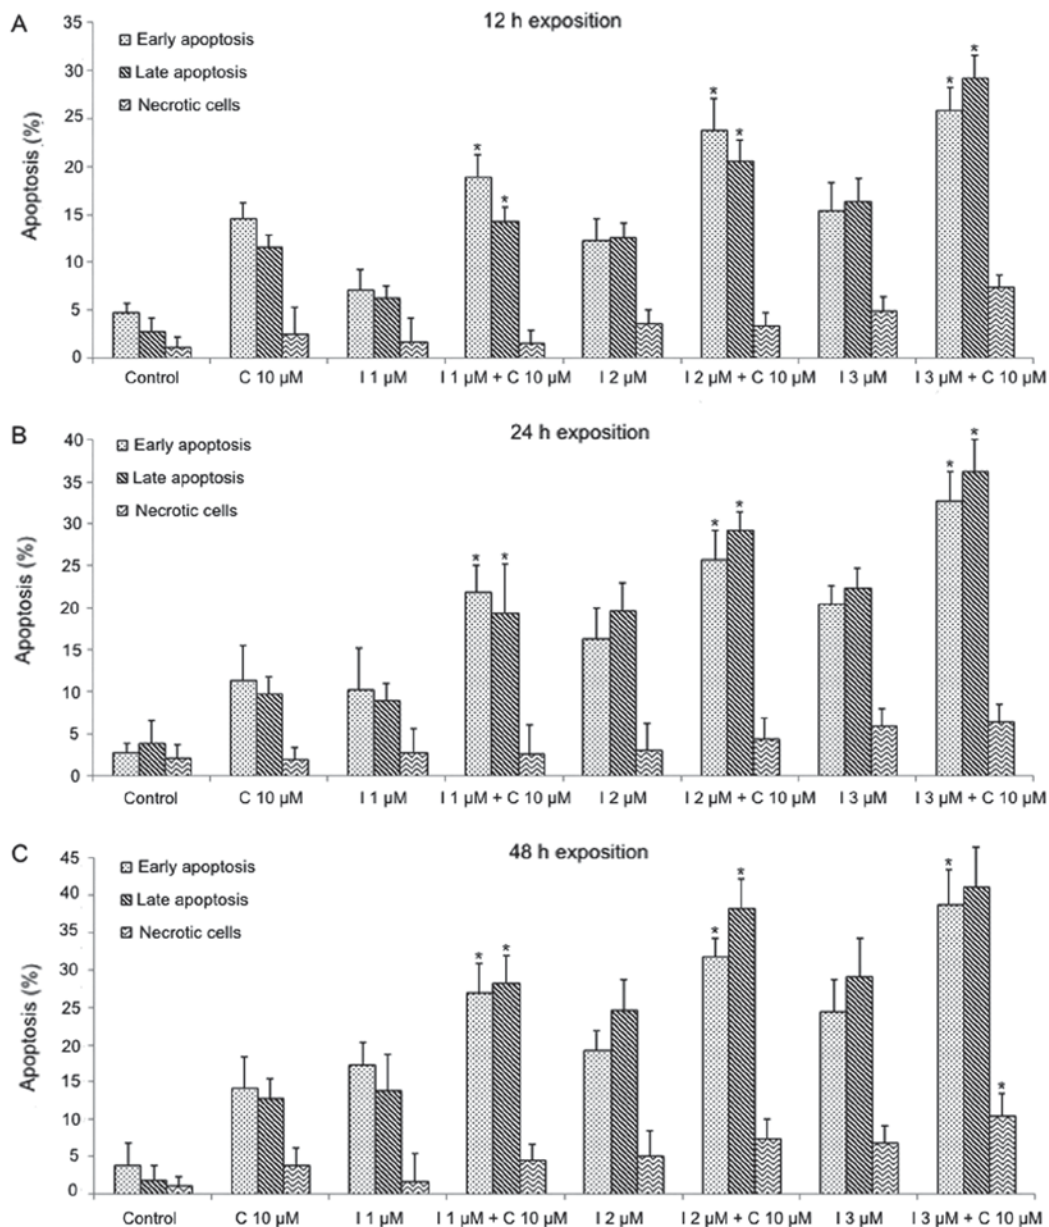 A
12 h exposition
Early apoptosis
Late apoptosis
Necrotic cells
Apoptosis (%)
35
30
25
20
15
10
5
0
* * * * * *
Control C 10 µM I 1 µM I 1 µM + C 10 µM I 2 µM I 2 µM + C 10 µM I 3 µM I 3 µM + C 10 µM
B
24 h exposition
Early apoptosis
Late apoptosis
Necrotic cells
Apoptosis (%)
40
35
30
25
20
15
10
5
0
* * * * * *
Control C 10 µM I 1 µM I 1 µM + C 10 µM I 2 µM I 2 µM + C 10 µM I 3 µM I 3 µM + C 10 µM
C
48 h exposition
Early apoptosis
Late apoptosis
Necrotic cells
Apoptosis (%)
45
40
35
30
25
20
15
10
5
0
* * * * * *
Control C 10 µM I 1 µM I 1 µM + C 10 µM I 2 µM I 2 µM + C 10 µM I 3 µM I 3 µM + C 10 µM